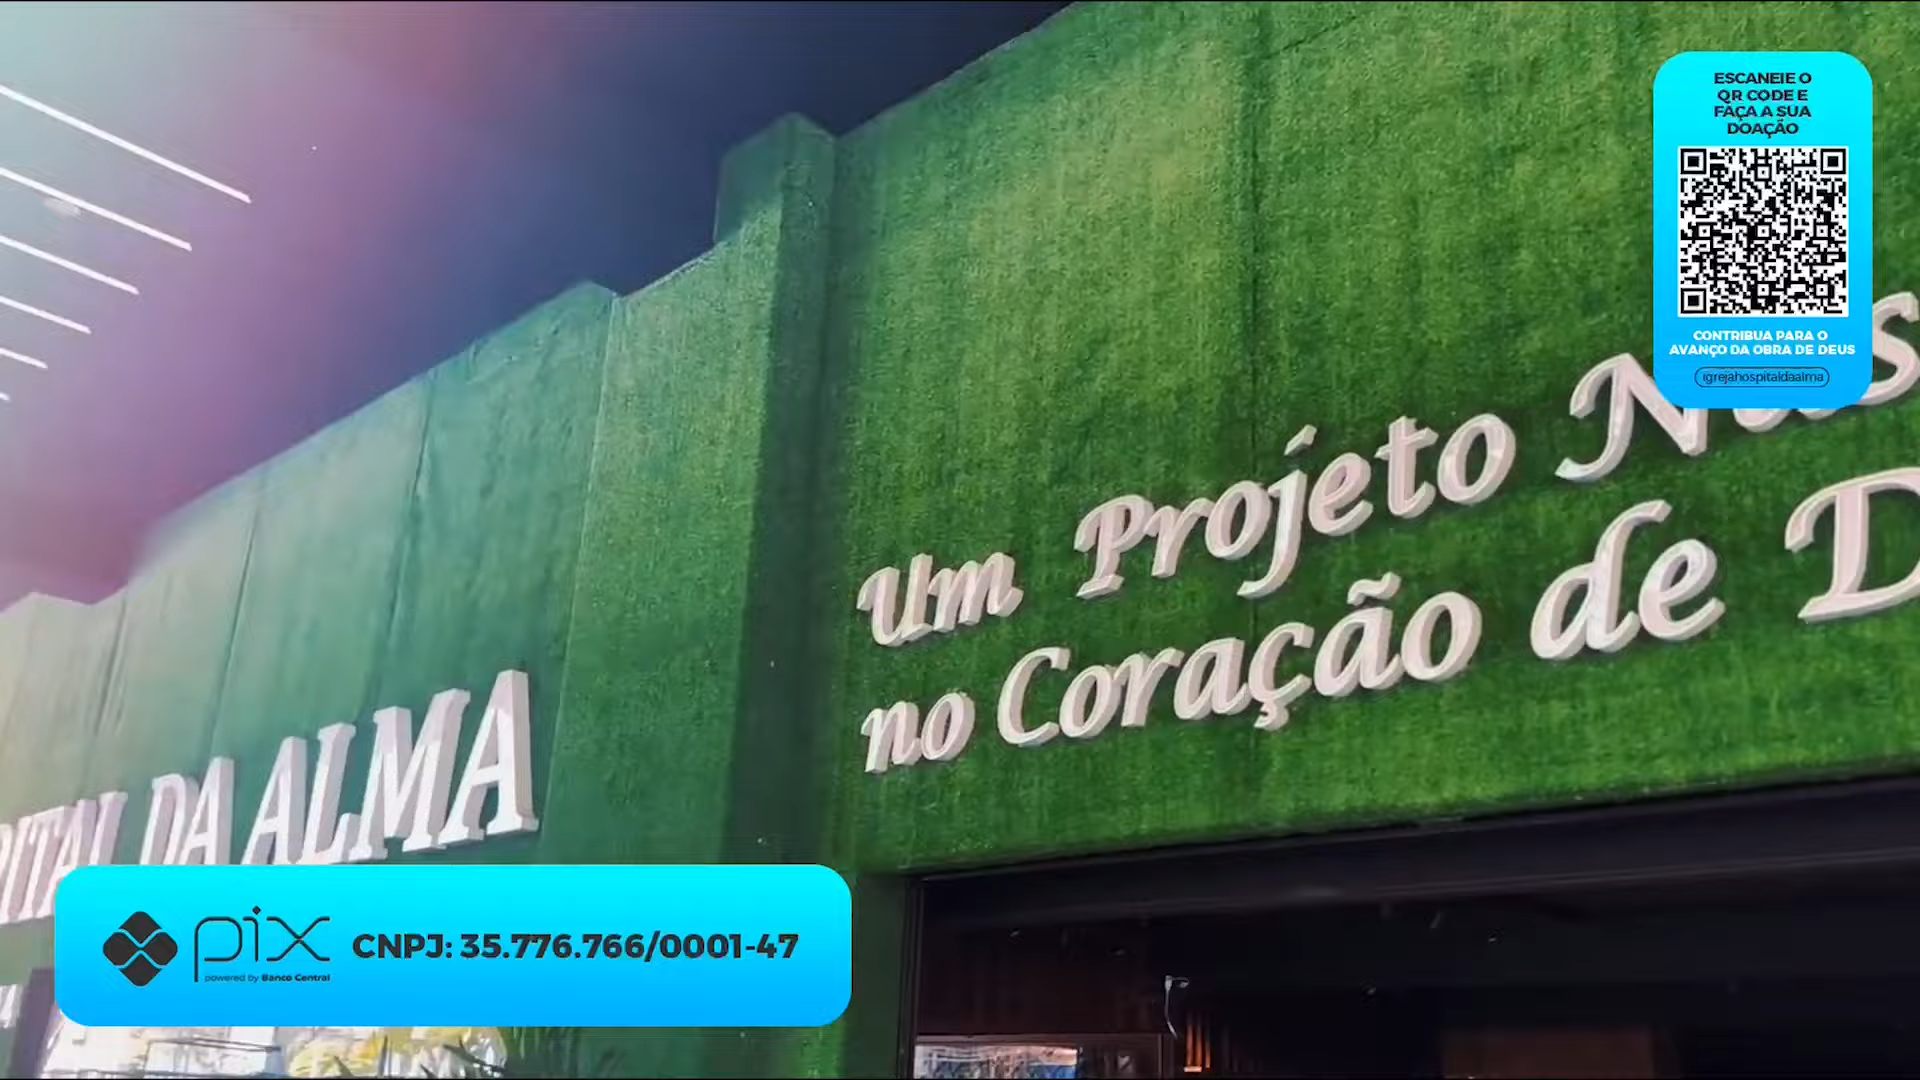 ESCANEIE O
QR CODE E
FAÇA A SUA
DOAÇÃO
CONTRIBUA PARA O
AVANÇO DA OBRA DE DEUS
igrejahospitaldaalma
Um Projeto
no Coração de D
PITAL DA ALMA
pix
powered by Banco Central
CNPJ: 35.776.766/0001-47